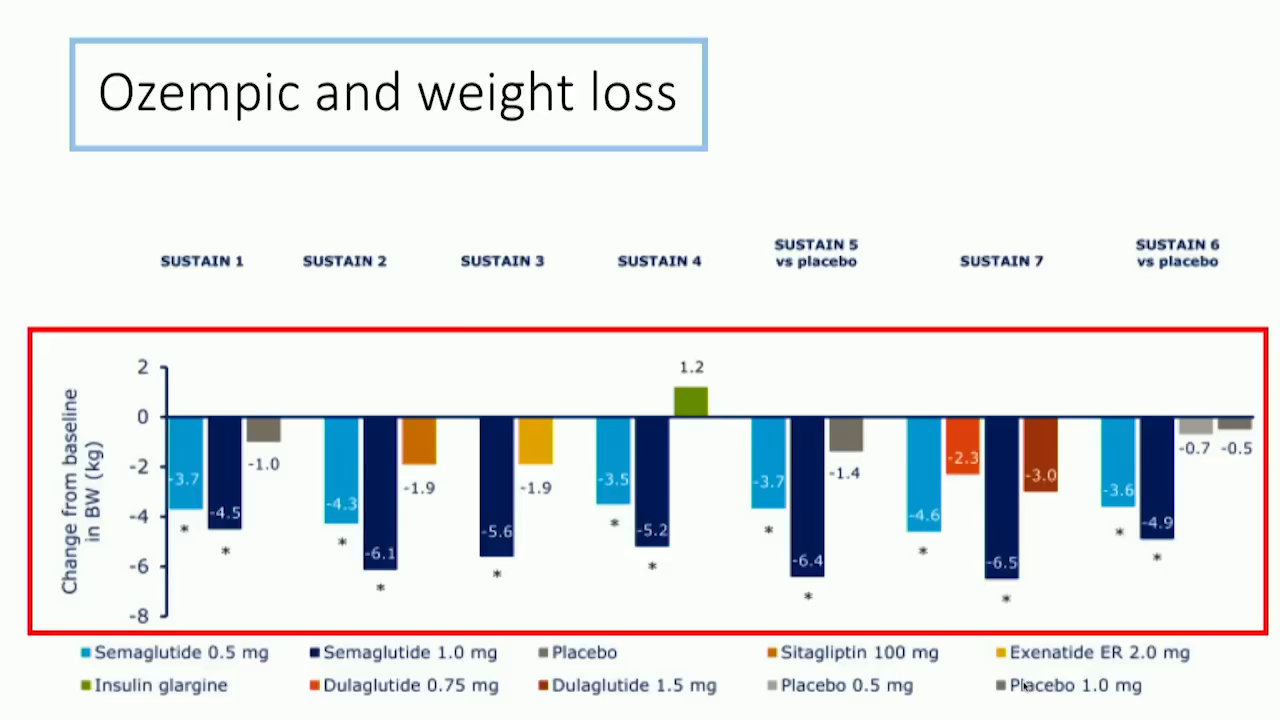 Ozempic and weight loss
SUSTAIN 1
SUSTAIN 2
SUSTAIN 3
SUSTAIN 4
SUSTAIN 5
vs placebo
SUSTAIN 7
SUSTAIN 6
vs placebo
Change from baseline
in BW (kg)
2
0
-2
-4
-6
-8
-3.7
*
-4.5
*
-1.0
-4.3
*
-6.1
*
-1.9
-5.6
*
-1.9
-3.5
*
-5.2
*
1.2
-3.7
*
-6.4
*
-1.4
-4.6
*
-2.3
-6.5
*
-3.0
-3.6
*
-4.9
*
-0.7
-0.5
Semaglutide 0.5 mg
Semaglutide 1.0 mg
Placebo
Sitagliptin 100 mg
Exenatide ER 2.0 mg
Insulin glargine
Dulaglutide 0.75 mg
Dulaglutide 1.5 mg
Placebo 0.5 mg
Placebo 1.0 mg